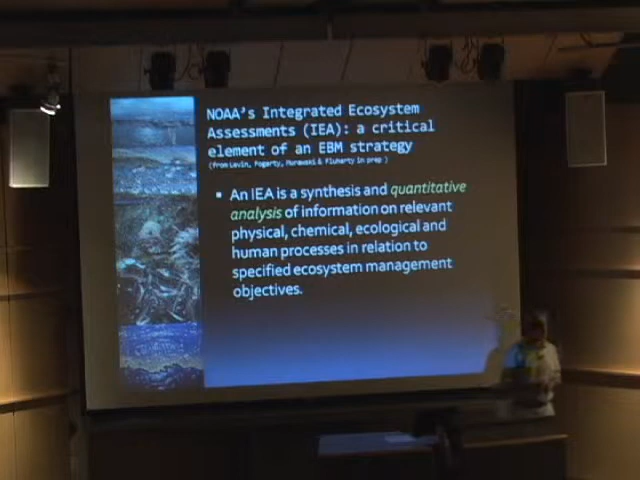 NOAA's Integrated Ecosystem
Assessments (IEA): a critical
element of an EBM strategy
(from Levin, Fogarty, Murawski & Fluharty in prep )
▪ An IEA is a synthesis and quantitative
analysis of information on relevant
physical, chemical, ecological and
human processes in relation to
specified ecosystem management
objectives.